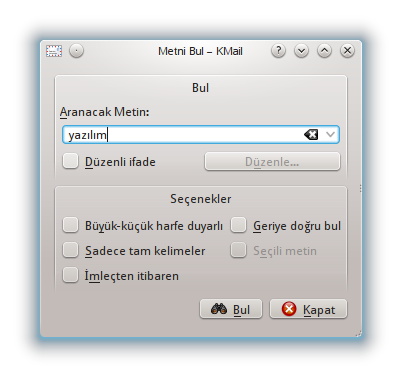 Metni Bul – KMail
Bul
Aranacak Metin:
yazılım
Düzenli ifade
Düzenle...
Seçenekler
Büyük-küçük harfe duyarlı
Geriye doğru bul
Sadece tam kelimeler
Seçili metin
İmleçten itibaren
Bul
Kapat